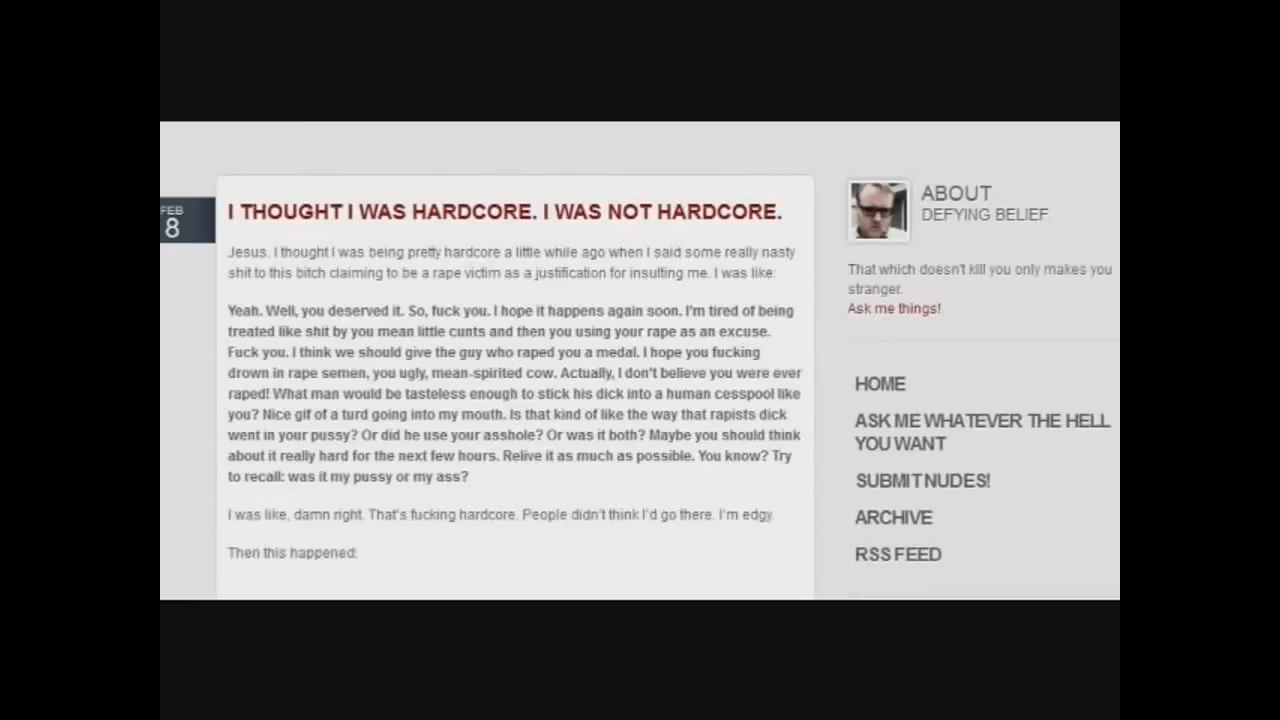 FEB
8
I THOUGHT I WAS HARDCORE. I WAS NOT HARDCORE.
Jesus. I thought I was being pretty hardcore a little while ago when I said some really nasty
shit to this bitch claiming to be a rape victim as a justification for insulting me. I was like:
Yeah. Well, you deserved it. So, fuck you. I hope it happens again soon. I'm tired of being
treated like shit by you mean little cunts and then you using your rape as an excuse.
Fuck you. I think we should give the guy who raped you a medal. I hope you fucking
drown in rape semen, you ugly, mean-spirited cow. Actually, I don't believe you were ever
raped! What man would be tasteless enough to stick his dick into a human cesspool like
you? Nice gif of a turd going into my mouth. Is that kind of like the way that rapists dick
went in your pussy? Or did he use your asshole? Or was it both? Maybe you should think
about it really hard for the next few hours. Relive it as much as possible. You know? Try
to recall: was it my pussy or my ass?
I was like, damn right. That's fucking hardcore. People didn't think I'd go there. I'm edgy.
Then this happened:
ABOUT
DEFYING BELIEF
That which doesn't kill you only makes you
stranger.
Ask me things!
HOME
ASK ME WHATEVER THE HELL
YOU WANT
SUBMIT NUDES!
ARCHIVE
RSS FEED